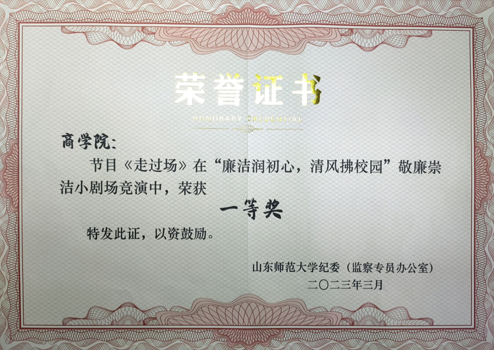 荣誉证书
HONORARY CREDENTIAL
商学院：
节目《走过场》在“廉洁润初心，清风拂校园”敬廉崇
洁小剧场竞演中，荣获
一等奖
特发此证，以资鼓励。
山东师范大学纪委（监察专员办公室）
二〇二三年三月